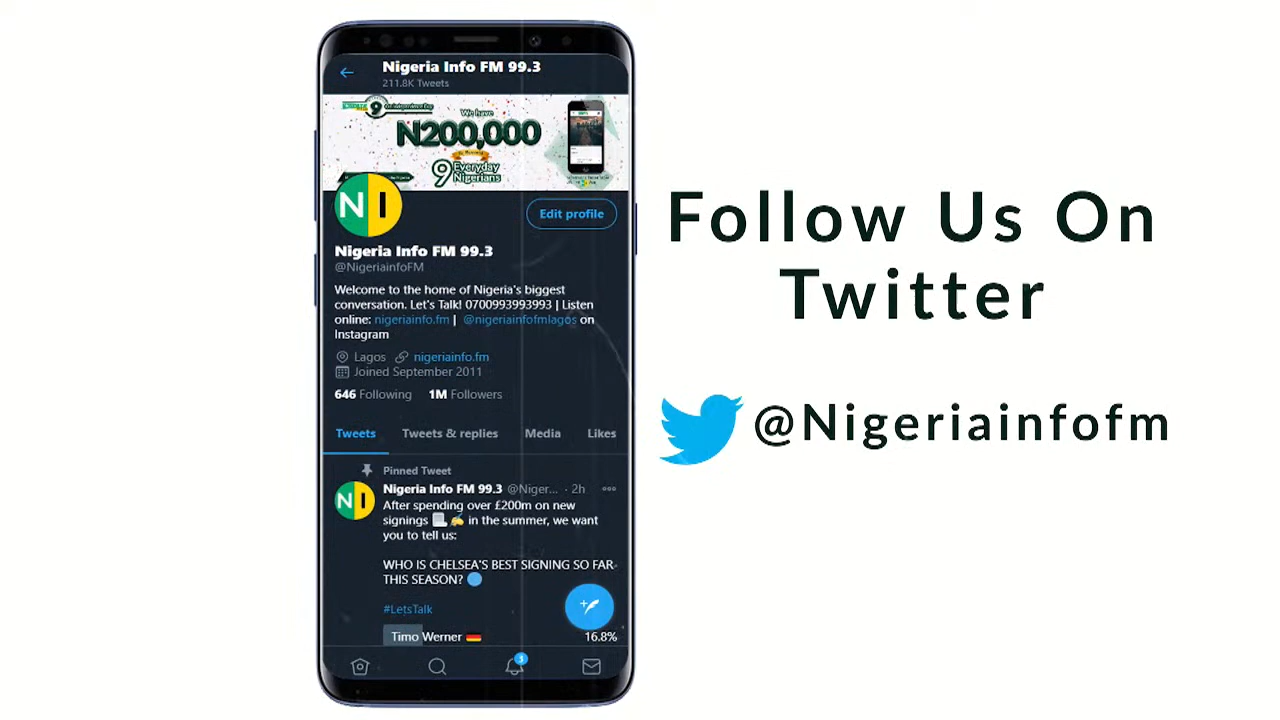 Nigeria Info FM 99.3
211.8K Tweets
We have
N200,000
9 Everyday
Nigerians
NI
Edit profile
Nigeria Info FM 99.3
@NigeriainfoFM
Welcome to the home of Nigeria's biggest
conversation. Let's Talk! 0700993993993 | Listen
online: nigeriainfo.fm | @nigeriainfofmlagos on
Instagram
Lagos nigeriainfo.fm
Joined September 2011
646 Following 1M Followers
Tweets Tweets & replies Media Likes
Pinned Tweet
NI
Nigeria Info FM 99.3 @Niger... · 2h
After spending over £200m on new
signings 📃✍️ in the summer, we want
you to tell us:
WHO IS CHELSEA'S BEST SIGNING SO FAR
THIS SEASON? 🔵
#LetsTalk
Timo Werner 🇩🇪 16.8%
3
Follow Us On
Twitter
@Nigeriainfofm